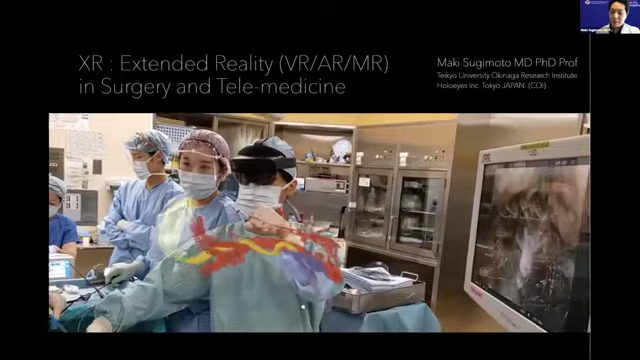 XR : Extended Reality (VR/AR/MR)
in Surgery and Tele-medicine
Maki Sugimoto MD PhD Prof
Teikyo University Okinaga Research Institute
Holoeyes Inc. Tokyo JAPAN (COI)